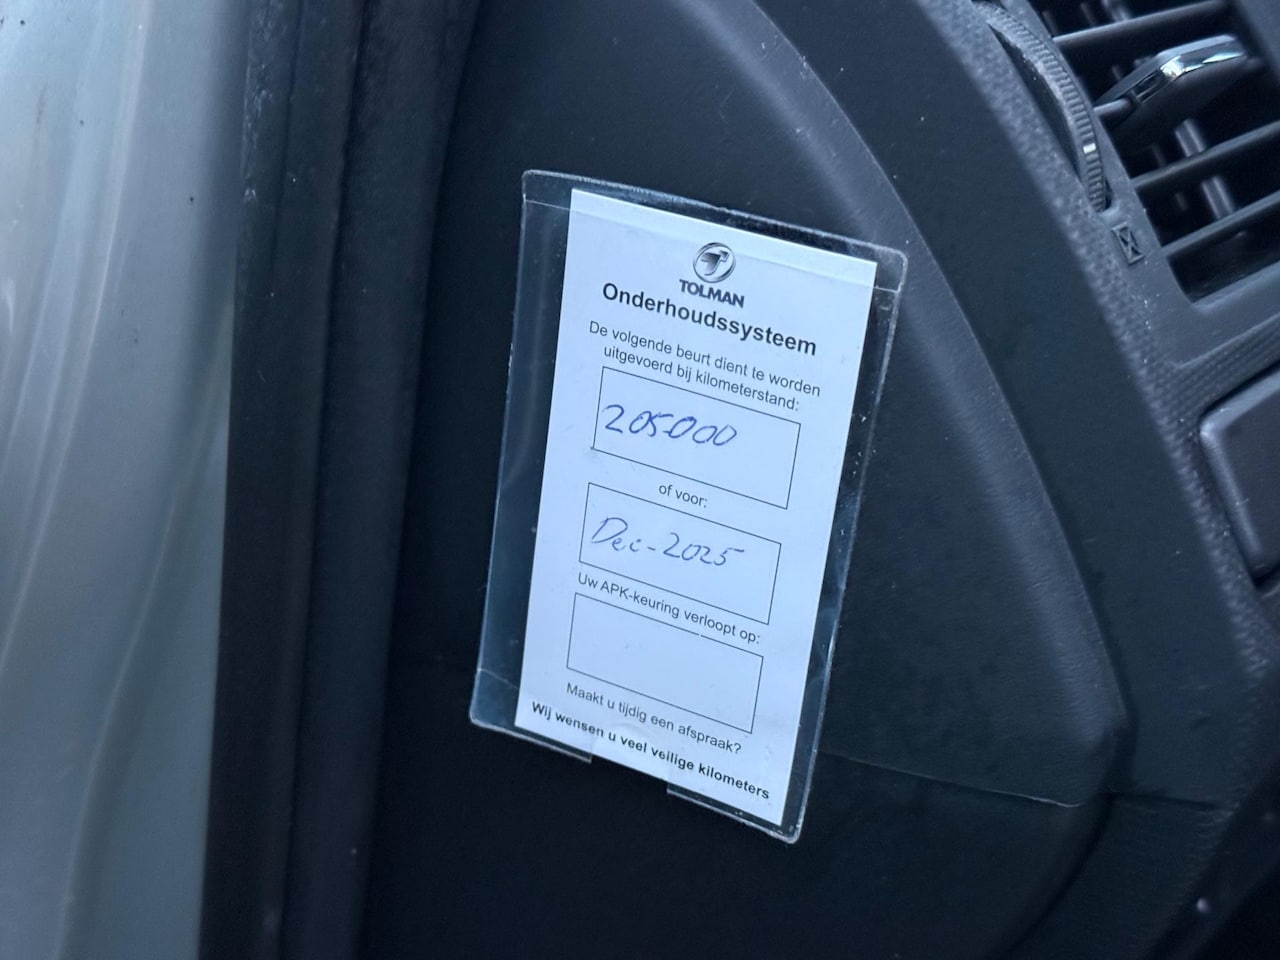 TOLMAN
Onderhoudssysteem
De volgende beurt dient te worden
uitgevoerd bij kilometerstand:
205000
of voor:
Dec-2025
Uw APK-keuring verloopt op:
Maakt u tijdig een afspraak?
Wij wensen u veel veilige kilometers